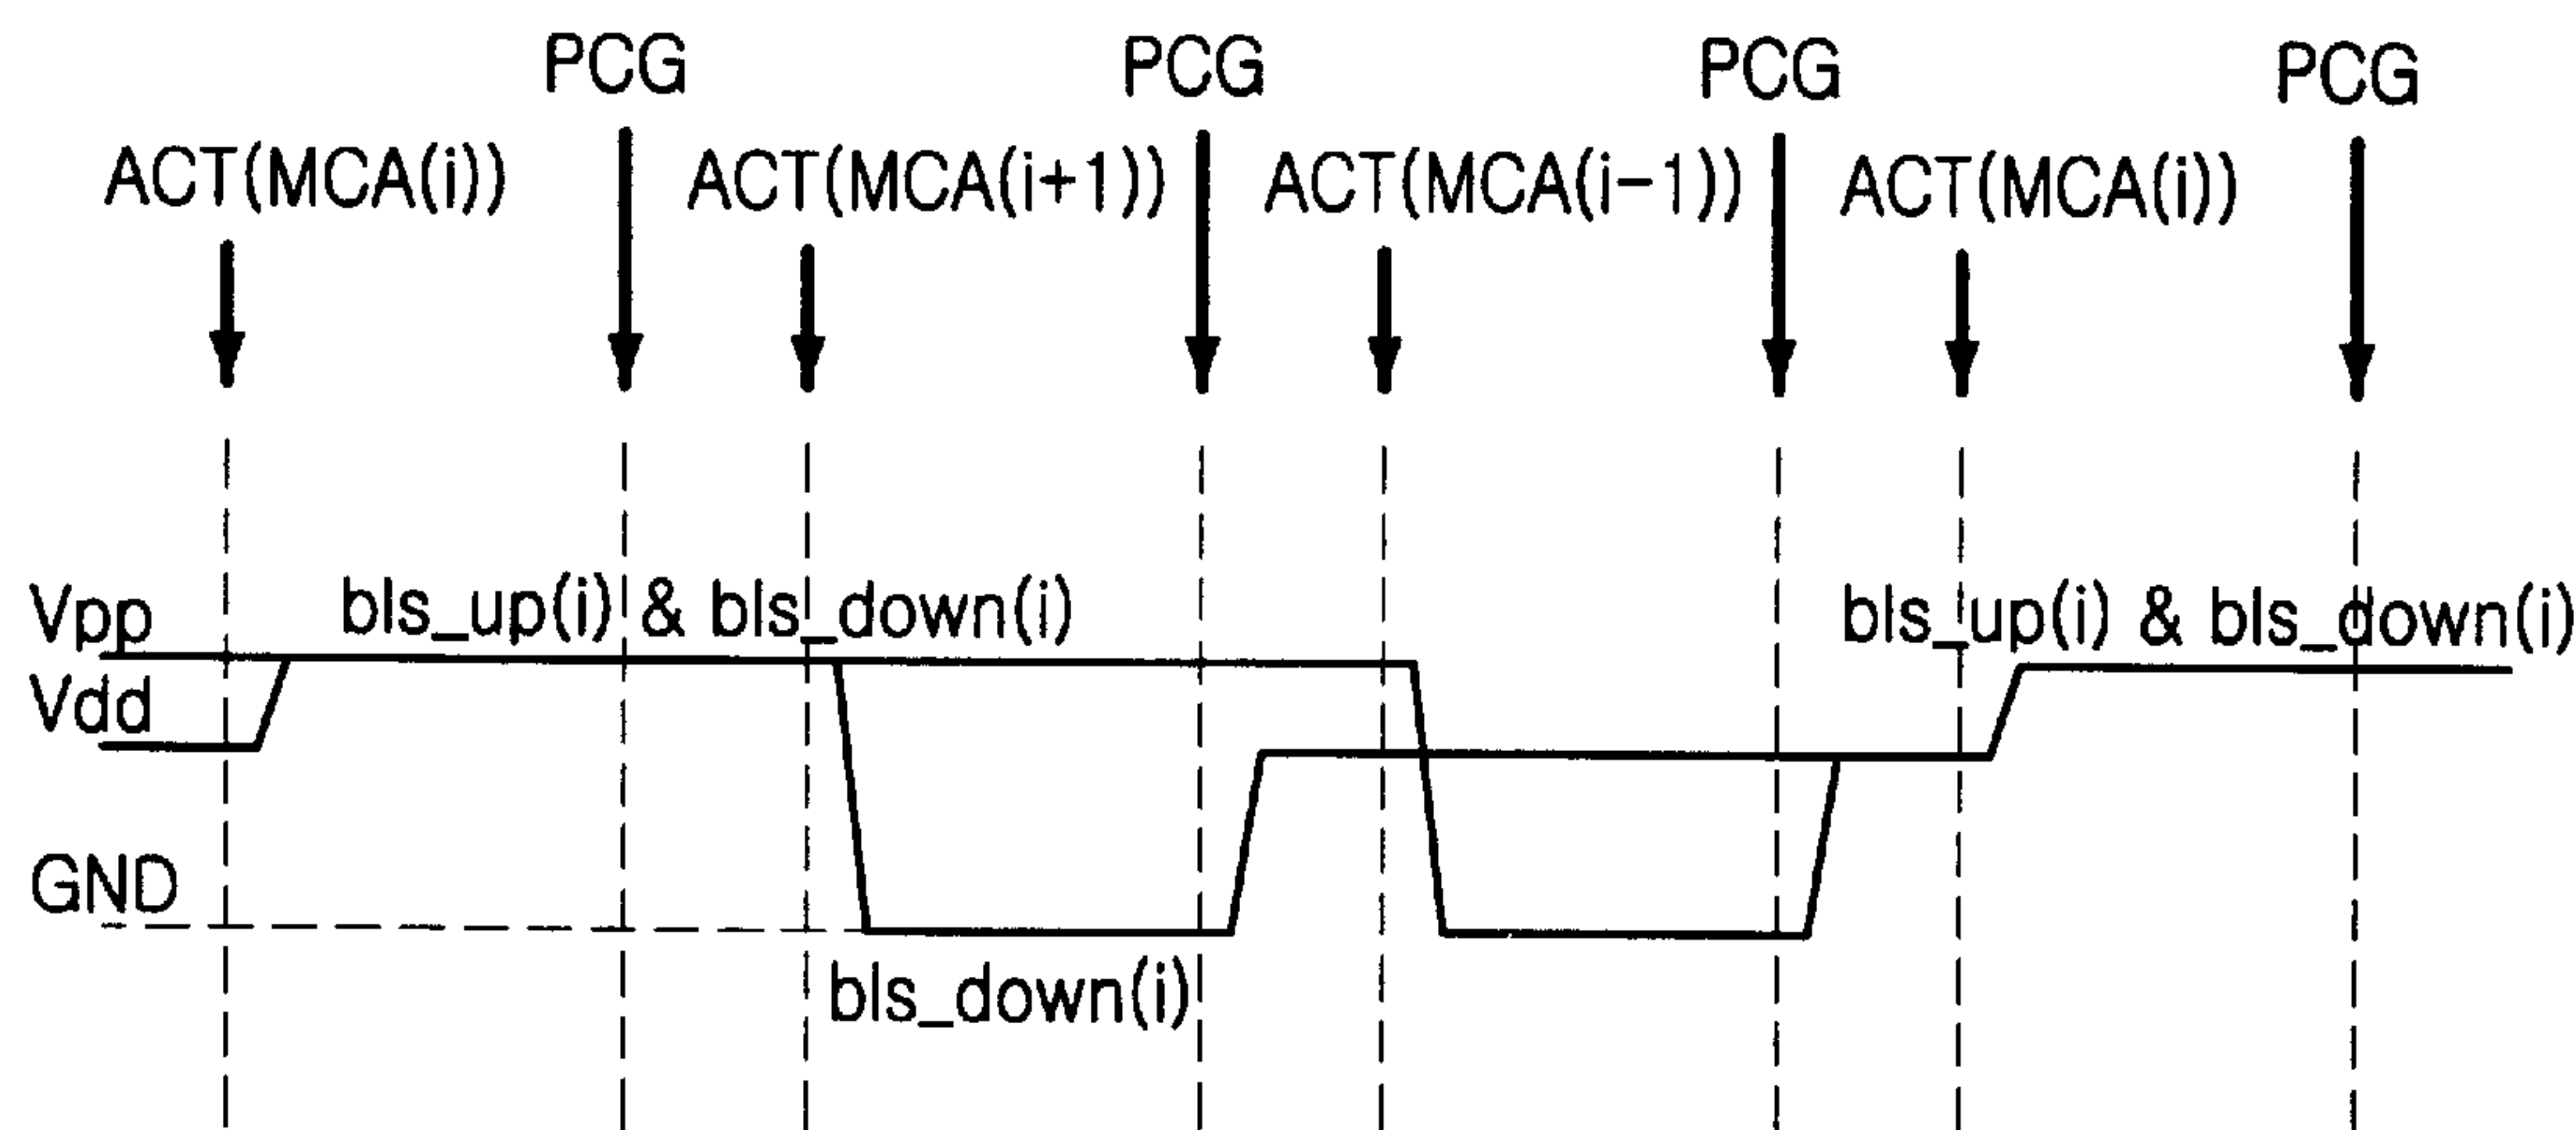 PCG PCG PCG PCG
ACT(MCA(i)) ACT(MCA(i+1)) ACT(MCA(i-1)) ACT(MCA(i))
Vpp bls_up(i) & bls_down(i) bls_up(i) & bls_down(i)
Vdd
GND
bls_down(i)